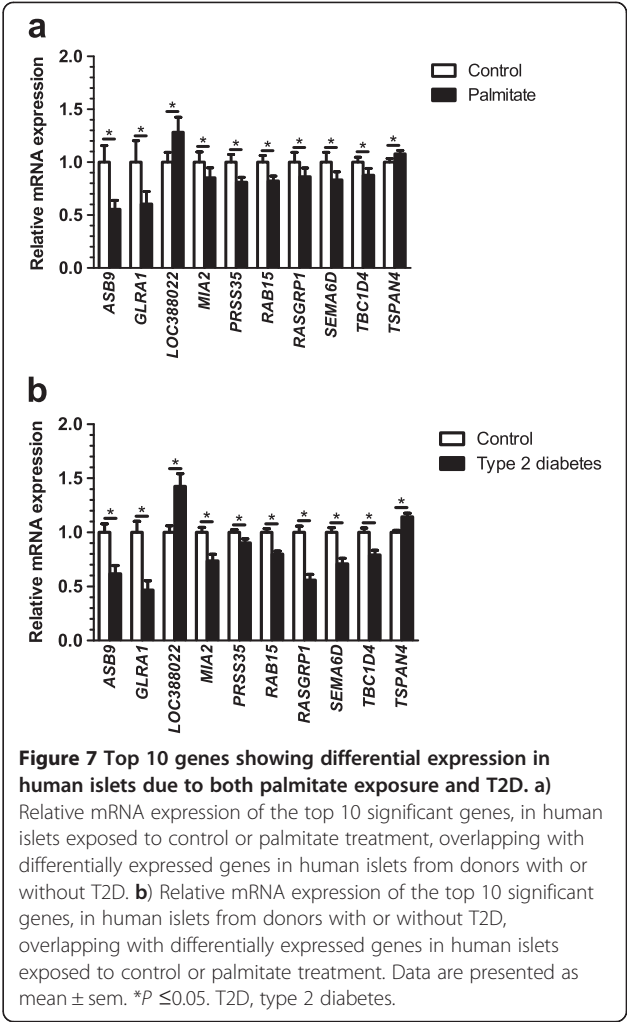 a
Relative mRNA expression
2.0
1.5
1.0
0.5
0.0
* * * * * * * * * *
Control
Palmitate
ASB9
GLRA1
LOC388022
MIA2
PRSS35
RAB15
RASGRP1
SEMA6D
TBC1D4
TSPAN4
b
Relative mRNA expression
2.0
1.5
1.0
0.5
0.0
* * * * * * * * * *
Control
Type 2 diabetes
ASB9
GLRA1
LOC388022
MIA2
PRSS35
RAB15
RASGRP1
SEMA6D
TBC1D4
TSPAN4
Figure 7 Top 10 genes showing differential expression in
human islets due to both palmitate exposure and T2D. a)
Relative mRNA expression of the top 10 significant genes, in human
islets exposed to control or palmitate treatment, overlapping with
differentially expressed genes in human islets from donors with or
without T2D. b) Relative mRNA expression of the top 10 significant
genes, in human islets from donors with or without T2D,
overlapping with differentially expressed genes in human islets
exposed to control or palmitate treatment. Data are presented as
mean ± sem. *P ≤0.05. T2D, type 2 diabetes.